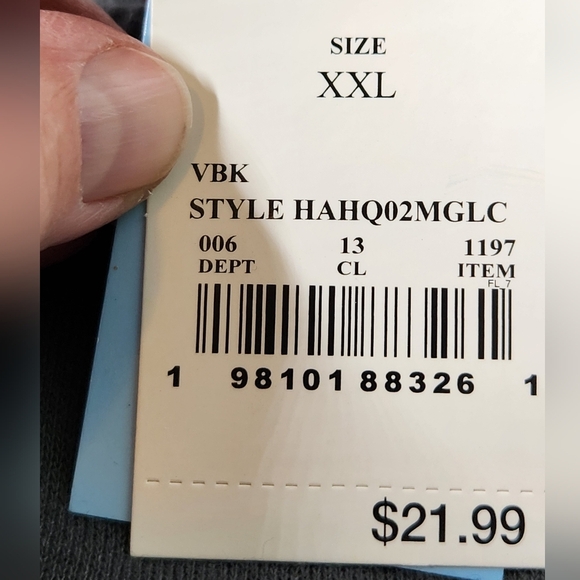 SIZE
XXL
VBK
STYLE HAHQ02MGLC
006 13 1197
DEPT CL ITEM
FL 7
1 98101 88326 1
$21.99